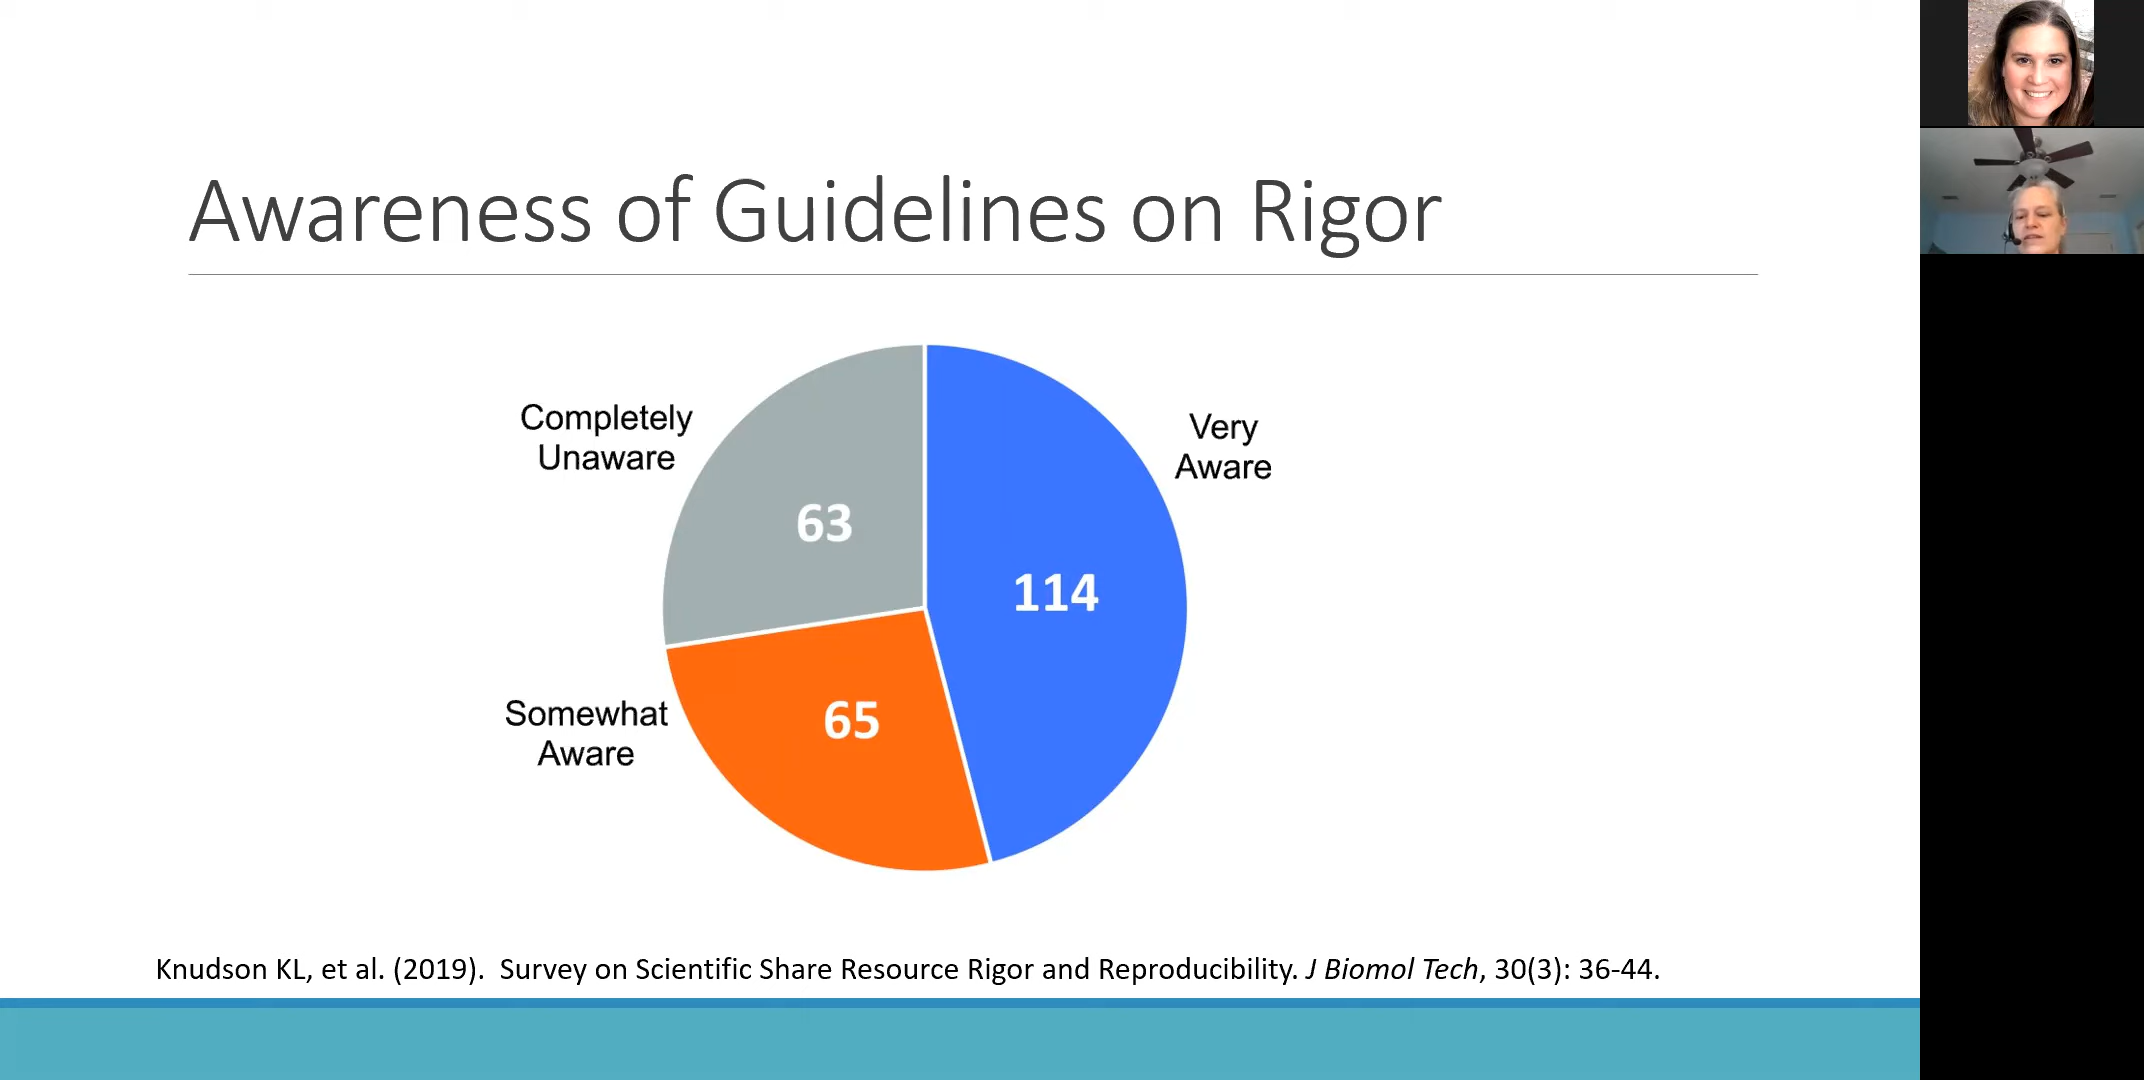 Awareness of Guidelines on Rigor
Completely
Unaware
Very
Aware
63
114
Somewhat
Aware
65
Knudson KL, et al. (2019).  Survey on Scientific Share Resource Rigor and Reproducibility. J Biomol Tech, 30(3): 36-44.